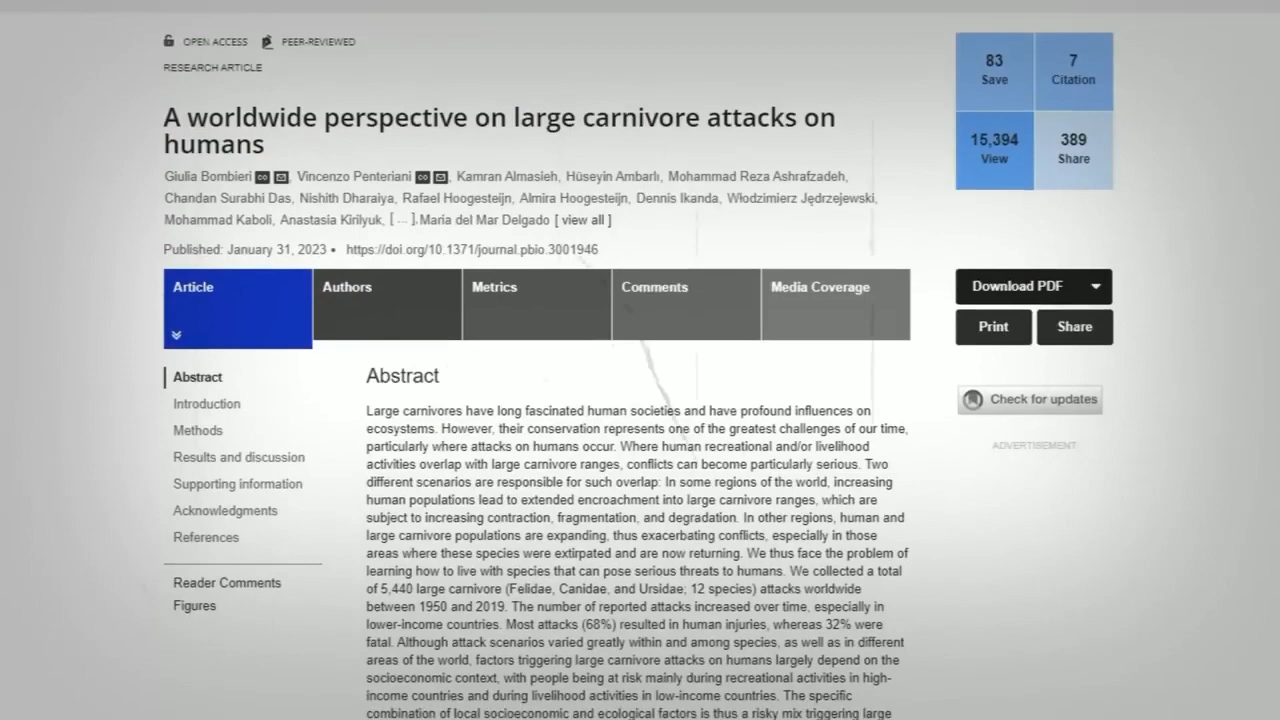 OPEN ACCESS PEER-REVIEWED
RESEARCH ARTICLE
A worldwide perspective on large carnivore attacks on
humans
Giulia Bombieri, Vincenzo Penteriani, Kamran Almasieh, Hüseyin Ambarlı, Mohammad Reza Ashrafzadeh,
Chandan Surabhi Das, Nishith Dharaiya, Rafael Hoogesteijn, Almira Hoogesteijn, Dennis Ikanda, Włodzimierz Jędrzejewski,
Mohammad Kaboli, Anastasia Kirilyuk, [ ... ], Maria del Mar Delgado [ view all ]
Published: January 31, 2023 • https://doi.org/10.1371/journal.pbio.3001946
83
Save
7
Citation
15,394
View
389
Share
Article
Authors
Metrics
Comments
Media Coverage
Download PDF
Print
Share
Check for updates
ADVERTISEMENT
Abstract
Introduction
Methods
Results and discussion
Supporting information
Acknowledgments
References
Reader Comments
Figures
Abstract
Large carnivores have long fascinated human societies and have profound influences on
ecosystems. However, their conservation represents one of the greatest challenges of our time,
particularly where attacks on humans occur. Where human recreational and/or livelihood
activities overlap with large carnivore ranges, conflicts can become particularly serious. Two
different scenarios are responsible for such overlap: In some regions of the world, increasing
human populations lead to extended encroachment into large carnivore ranges, which are
subject to increasing contraction, fragmentation, and degradation. In other regions, human and
large carnivore populations are expanding, thus exacerbating conflicts, especially in those
areas where these species were extirpated and are now returning. We thus face the problem of
learning how to live with species that can pose serious threats to humans. We collected a total
of 5,440 large carnivore (Felidae, Canidae, and Ursidae; 12 species) attacks worldwide
between 1950 and 2019. The number of reported attacks increased over time, especially in
lower-income countries. Most attacks (68%) resulted in human injuries, whereas 32% were
fatal. Although attack scenarios varied greatly within and among species, as well as in different
areas of the world, factors triggering large carnivore attacks on humans largely depend on the
socioeconomic context, with people being at risk mainly during recreational activities in high-
income countries and during livelihood activities in low-income countries. The specific
combination of local socioeconomic and ecological factors is thus a risky mix triggering large